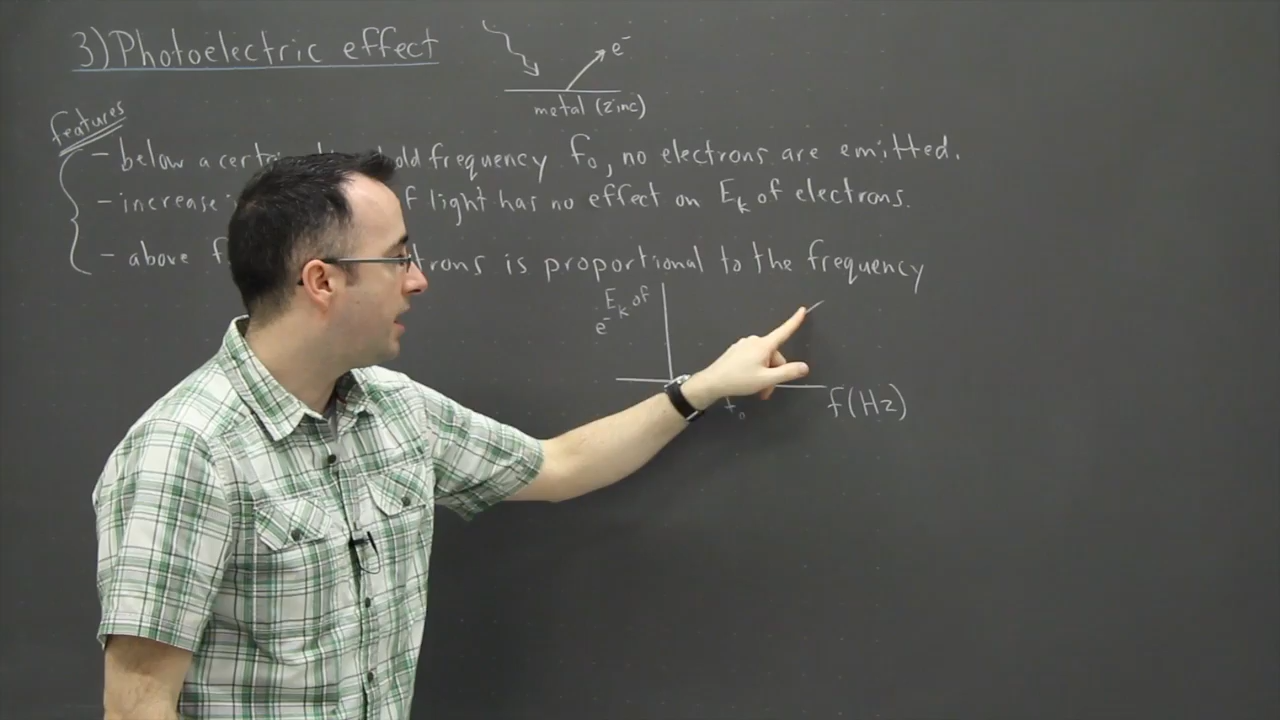 3) Photoelectric effect
e⁻
metal (zinc)
features
- below a certain threshold frequency f₀, no electrons are emitted.
- increase of light has no effect on Eₖ of electrons.
- above f trons is proportional to the frequency
Eₖ of
e⁻
f₀
f(Hz)